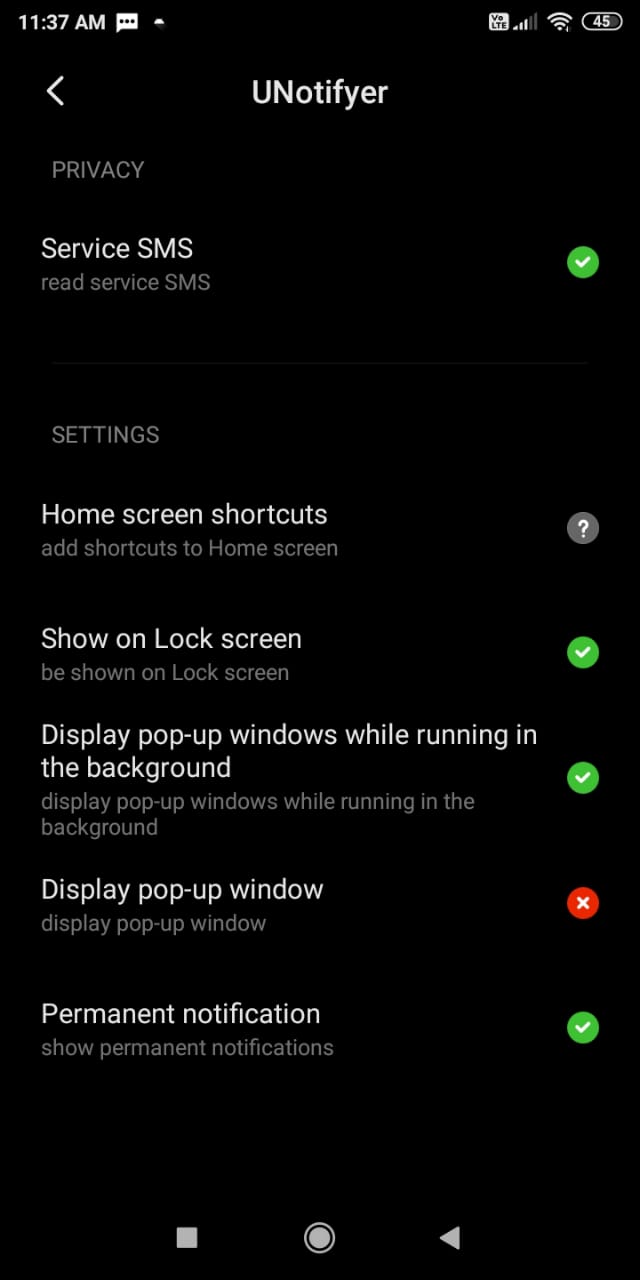 11:37 AM
Vo LTE
45
UNotifyer
PRIVACY
Service SMS
read service SMS
SETTINGS
Home screen shortcuts
add shortcuts to Home screen
?
Show on Lock screen
be shown on Lock screen
Display pop-up windows while running in
the background
display pop-up windows while running in the
background
Display pop-up window
display pop-up window
Permanent notification
show permanent notifications